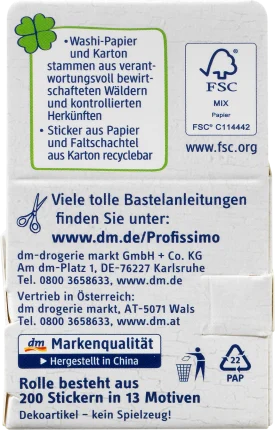 • Washi-Papier
und Karton
stammen aus verant-
wortungsvoll bewirt-
schafteten Wäldern
und kontrollierten
Herkünften
• Sticker aus Papier
und Faltschachtel
aus Karton recyclebar
FSC
MIX
Papier
FSC® C114442
www.fsc.org
Viele tolle Bastelanleitungen
finden Sie unter:
www.dm.de/Profissimo
dm-drogerie markt GmbH + Co. KG
Am dm-Platz 1, DE-76227 Karlsruhe
Tel. 0800 3658633, www.dm.de
Vertrieb in Österreich:
dm drogerie markt, AT-5071 Wals
Tel. 0800 3658633, www.dm.at
dm Markenqualität
▸ Hergestellt in China
22
PAP
Rolle besteht aus
200 Stickern in 13 Motiven
Dekoartikel – kein Spielzeug!